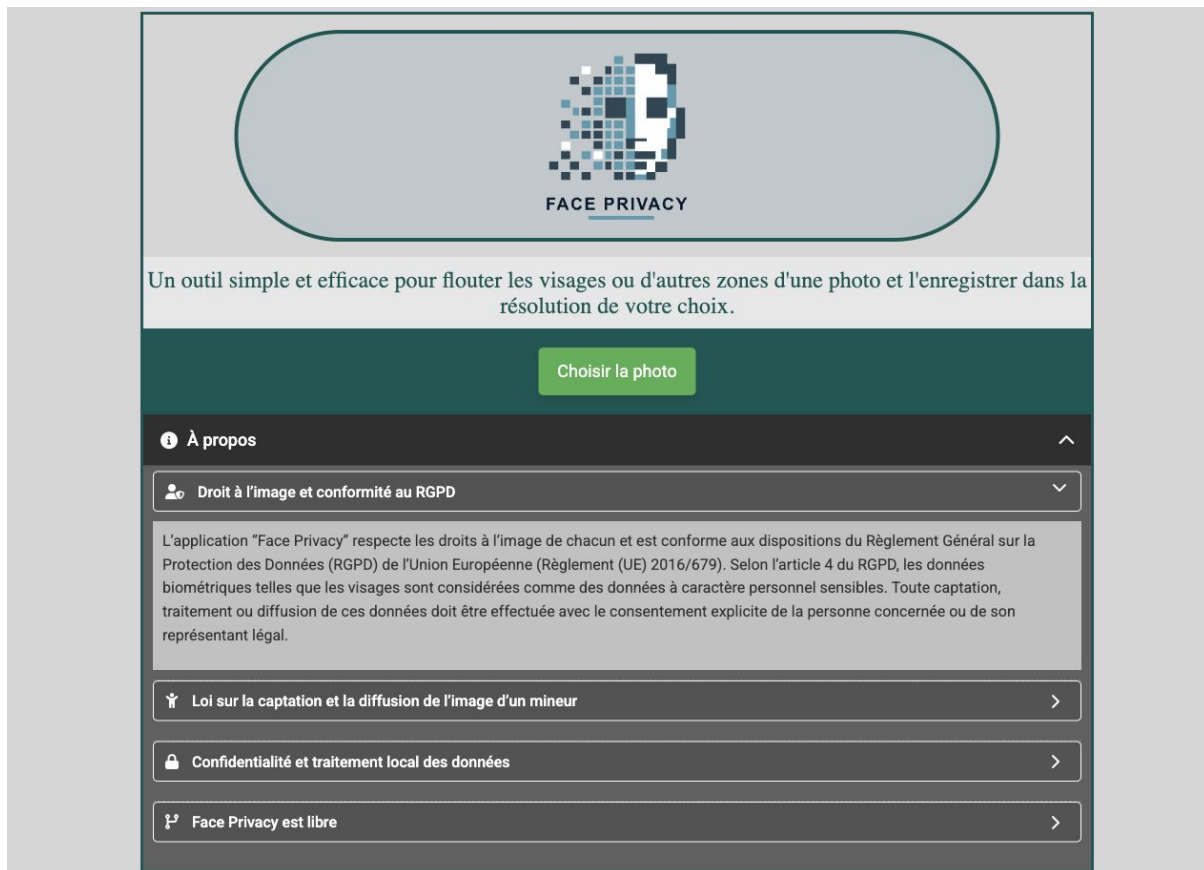 FACE PRIVACY
Un outil simple et efficace pour flouter les visages ou d'autres zones d'une photo et l'enregistrer dans la
résolution de votre choix.
Choisir la photo
À propos
Droit à l'image et conformité au RGPD
L'application "Face Privacy" respecte les droits à l'image de chacun et est conforme aux dispositions du Règlement Général sur la
Protection des Données (RGPD) de l'Union Européenne (Règlement (UE) 2016/679). Selon l'article 4 du RGPD, les données
biométriques telles que les visages sont considérées comme des données à caractère personnel sensibles. Toute captation,
traitement ou diffusion de ces données doit être effectuée avec le consentement explicite de la personne concernée ou de son
représentant légal.
Loi sur la captation et la diffusion de l'image d'un mineur
Confidentialité et traitement local des données
Face Privacy est libre